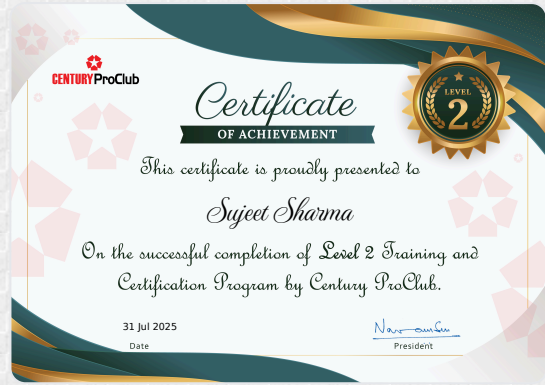 CENTURY ProClub
Certificate
OF ACHIEVEMENT
LEVEL
2
This certificate is proudly presented to
Sujeet Sharma
On the successful completion of Level 2 Training and
Certification Program by Century ProClub.
31 Jul 2025
Date
President